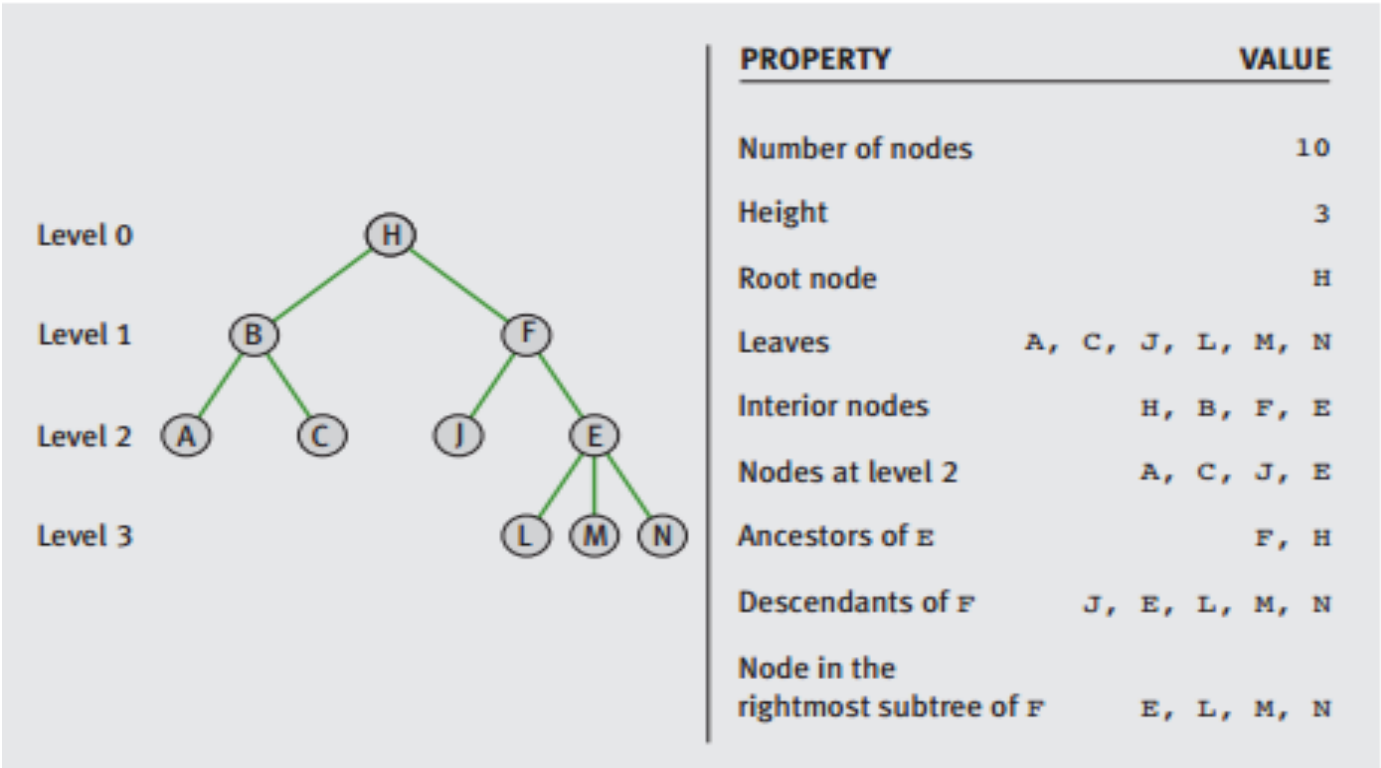 PROPERTY VALUE
Number of nodes 10
Height 3
Root node H
Leaves A, C, J, L, M, N
Interior nodes H, B, F, E
Nodes at level 2 A, C, J, E
Ancestors of E F, H
Descendants of F J, E, L, M, N
Node in the
rightmost subtree of F E, L, M, N
Level 0 H
Level 1 B F
Level 2 A C J E
Level 3 L M N